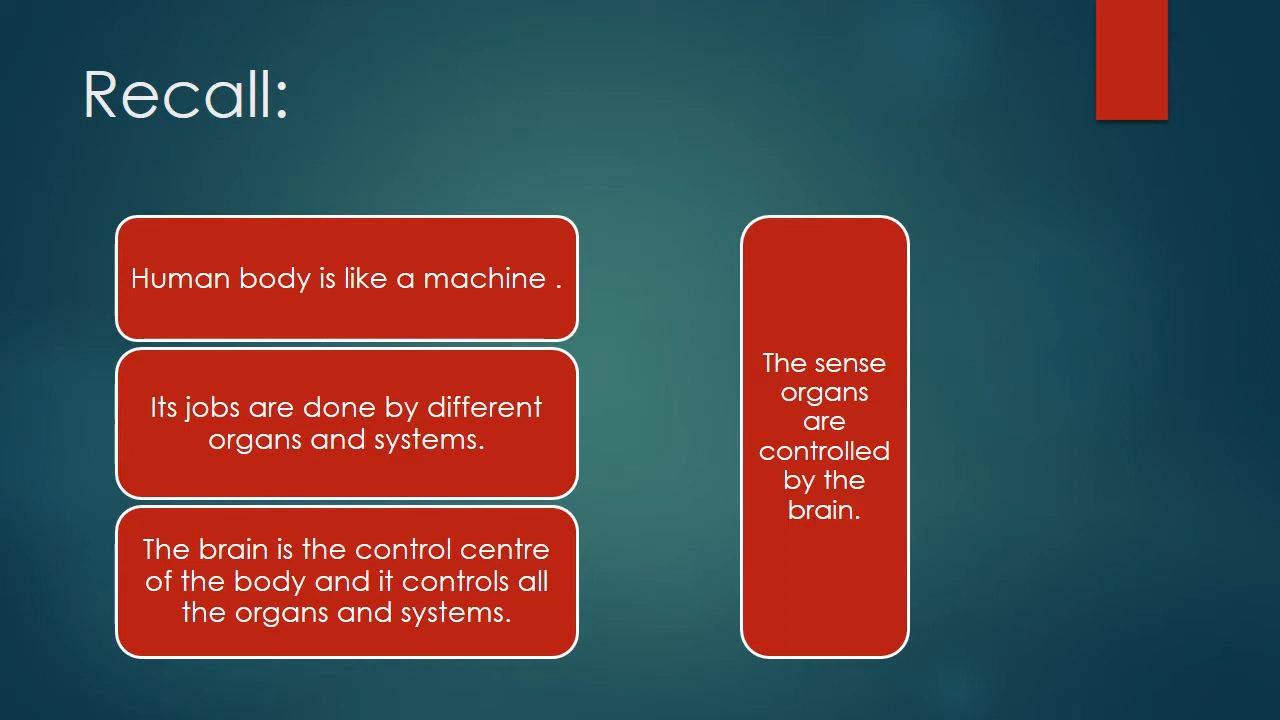 Recall:
Human body is like a machine .
Its jobs are done by different
organs and systems.
The brain is the control centre
of the body and it controls all
the organs and systems.
The sense
organs
are
controlled
by the
brain.